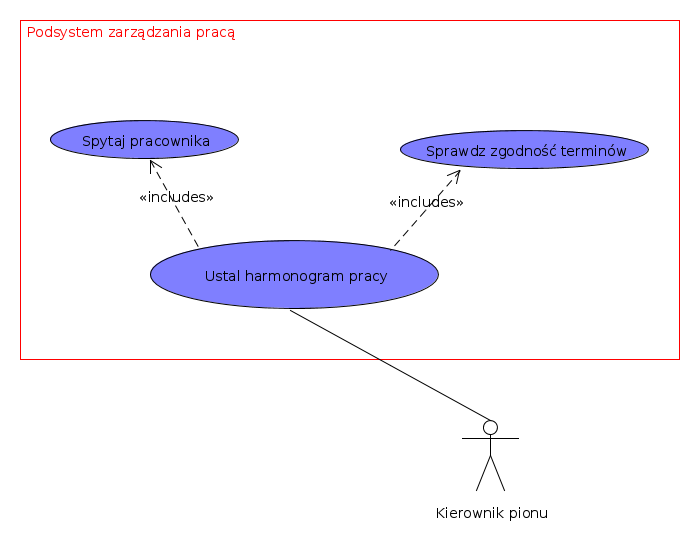 Podsystem zarządzania pracą
Spytaj pracownika
Sprawdz zgodność terminów
«includes»
«includes»
Ustal harmonogram pracy
Kierownik pionu